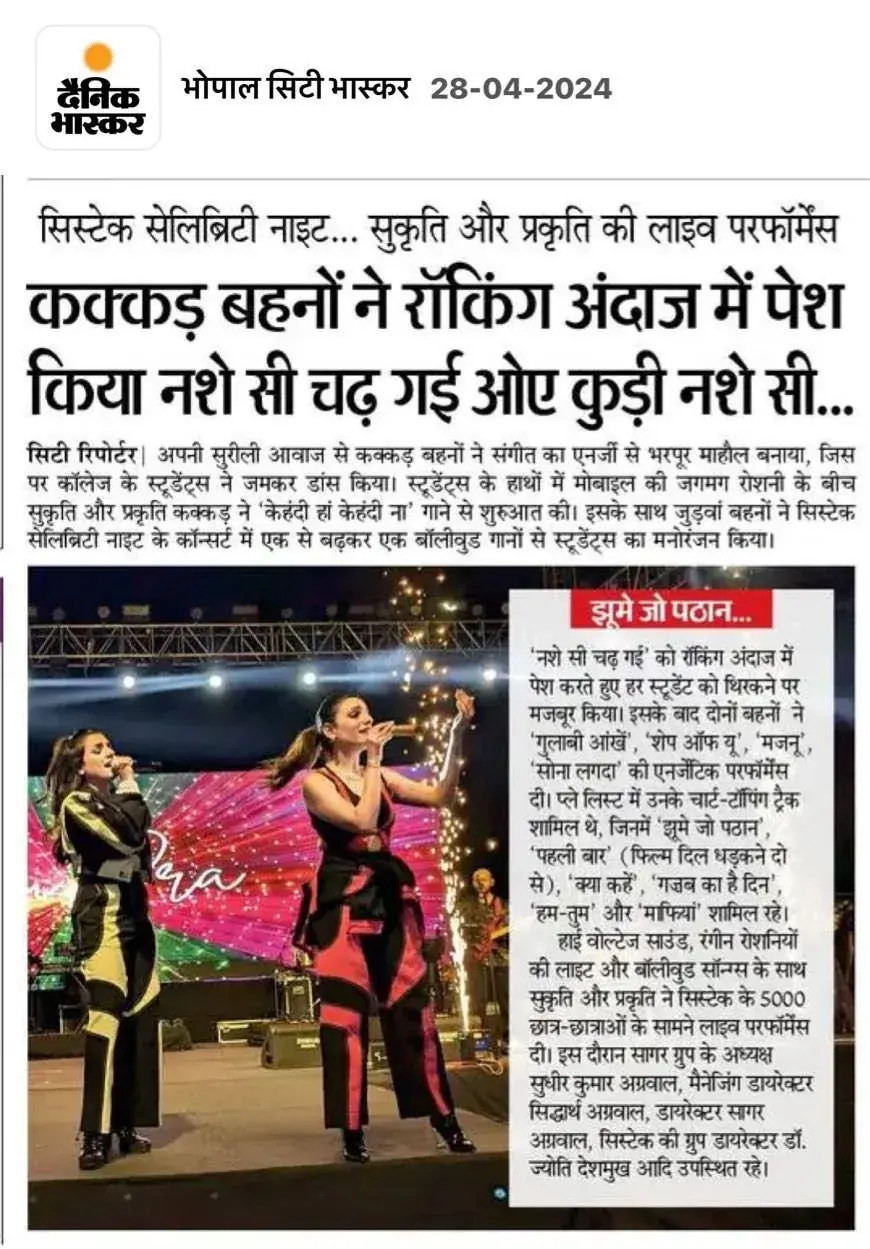 दैनिक
भास्कर
भोपाल सिटी भास्कर 28-04-2024
सिस्टेक सेलिब्रिटी नाइट... सुकृति और प्रकृति की लाइव परफॉर्मेंस
कक्कड़ बहनों ने रॉकिंग अंदाज में पेश
किया नशे सी चढ़ गई ओए कुड़ी नशे सी...
सिटी रिपोर्टर| अपनी सुरीली आवाज से कक्कड़ बहनों ने संगीत का एनर्जी से भरपूर माहौल बनाया, जिस
पर कॉलेज के स्टूडेंट्स ने जमकर डांस किया। स्टूडेंट्स के हाथों में मोबाइल की जगमग रोशनी के बीच
सुकृति और प्रकृति कक्कड़ ने ‘केहंदी हां केहंदी ना’ गाने से शुरुआत की। इसके साथ जुड़वां बहनों ने सिस्टेक
सेलिब्रिटी नाइट के कॉन्सर्ट में एक से बढ़कर एक बॉलीवुड गानों से स्टूडेंट्स का मनोरंजन किया।
झूमे जो पठान...
‘नशे सी चढ़ गई’ को रॉकिंग अंदाज में
पेश करते हुए हर स्टूडेंट को थिरकने पर
मजबूर किया। इसके बाद दोनों बहनों ने
‘गुलाबी आंखें’, ‘शेप ऑफ यू’, ‘मजनू’,
‘सोना लगदा’ की एनर्जेटिक परफॉर्मेंस
दी। प्ले लिस्ट में उनके चार्ट-टॉपिंग ट्रैक
शामिल थे, जिनमें ‘झूमे जो पठान’,
‘पहली बार’ (फिल्म दिल धड़कने दो
से), ‘क्या कहें’, ‘गजब का है दिन’,
‘हम-तुम’ और ‘माफियां’ शामिल रहे।
हाई वोल्टेज साउंड, रंगीन रोशनियों
की लाइट और बॉलीवुड सॉन्ग्स के साथ
सुकृति और प्रकृति ने सिस्टेक के 5000
छात्र-छात्राओं के सामने लाइव परफॉर्मेंस
दी। इस दौरान सागर ग्रुप के अध्यक्ष
सुधीर कुमार अग्रवाल, मैनेजिंग डायरेक्टर
सिद्धार्थ अग्रवाल, डायरेक्टर सागर
अग्रवाल, सिस्टेक की ग्रुप डायरेक्टर डॉ.
ज्योति देशमुख आदि उपस्थित रहे।